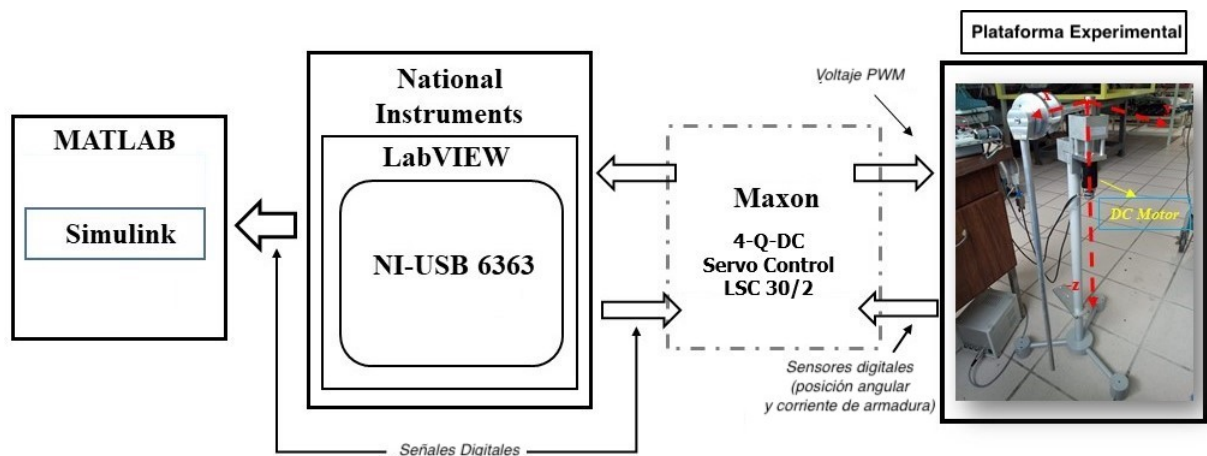 Plataforma Experimental
MATLAB
Simulink
National
Instruments
LabVIEW
NI-USB 6363
Voltaje PWM
Maxon
4-Q-DC
Servo Control
LSC 30/2
Sensores digitales
(posición angular
y corriente de armadura)
Señales Digitales
DC Motor
-z